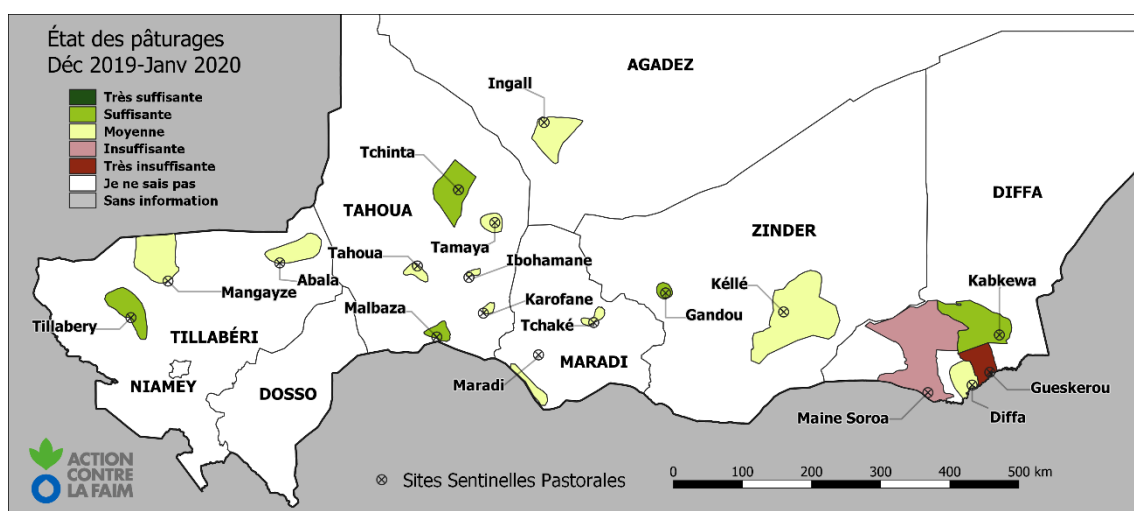 État des pâturages
Déc 2019-Janv 2020
Très suffisante
Suffisante
Moyenne
Insuffisante
Très insuffisante
Je ne sais pas
Sans information
AGADEZ
Ingall
Tchinta
DIFFA
TAHOUA
ZINDER
Tamaya
Tahoua
Ibohamane
Abala
Mangayze
Kéllé
Kabkewa
Malbaza
Karofane
Gandou
Tillabery
TILLABÉRI
Tchaké
MARADI
Maradi
NIAMEY
DOSSO
Gueskerou
Maine Soroa
Diffa
ACTION
CONTRE
LA FAIM
Sites Sentinelles Pastorales
0 100 200 300 400 500 km